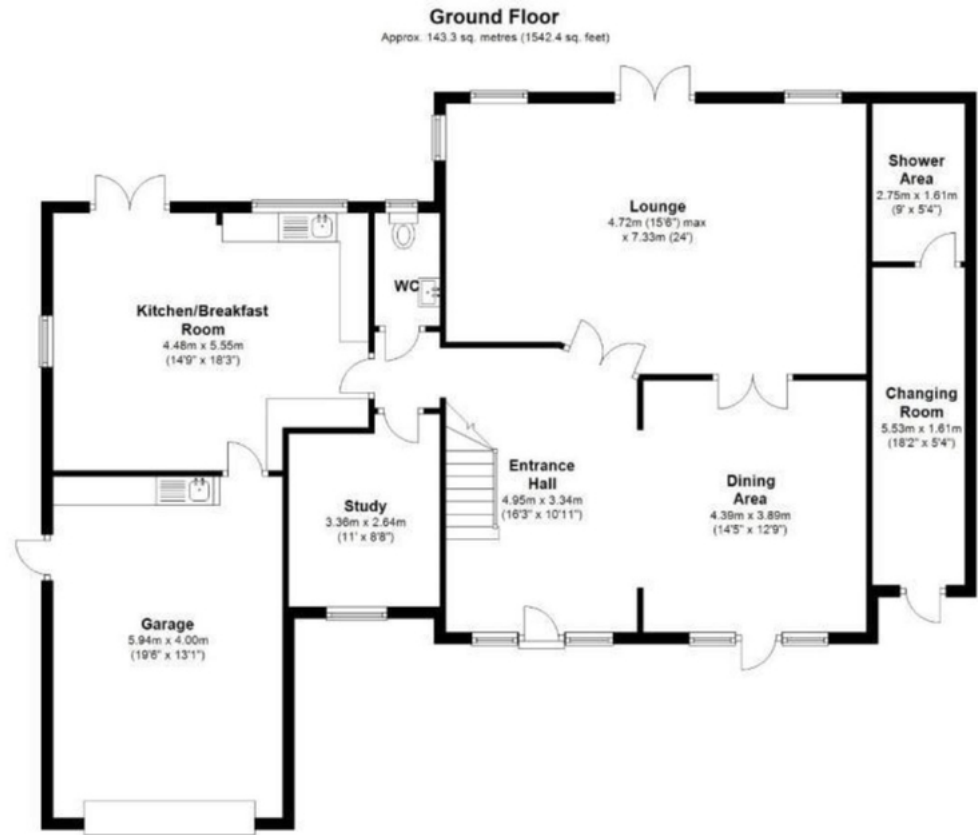 Ground Floor
Approx. 143.3 sq. metres (1542.4 sq. feet)
Shower
Area
2.75m x 1.61m
(9' x 5'4")
Lounge
4.72m (15'6") max
x 7.33m (24')
WC
Kitchen/Breakfast
Room
4.48m x 5.55m
(14'9" x 18'3")
Changing
Room
5.53m x 1.61m
(18'2" x 5'4")
Entrance
Hall
4.95m x 3.34m
(16'3" x 10'11")
Dining
Area
4.39m x 3.89m
(14'5" x 12'9")
Study
3.36m x 2.64m
(11' x 8'8")
Garage
5.94m x 4.00m
(19'6" x 13'1")